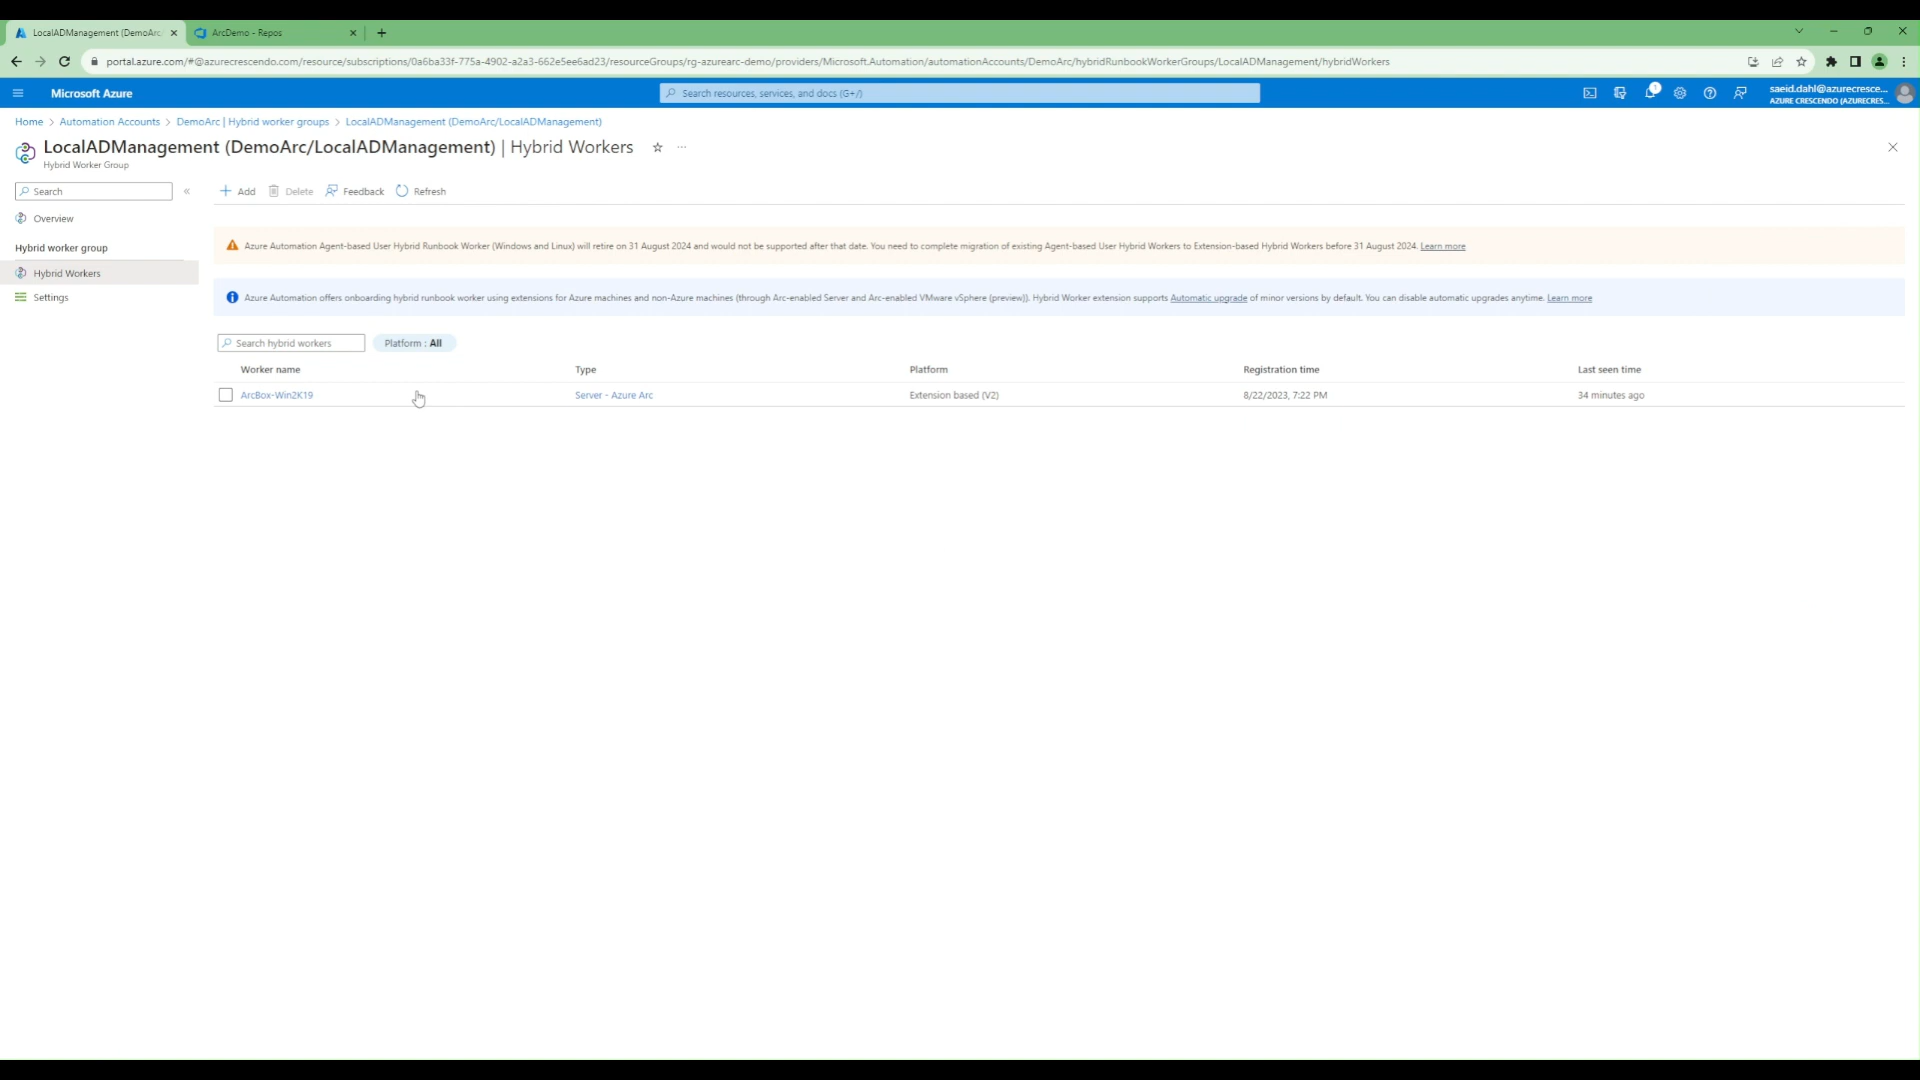 LocalADManagement (DemoArc/
ArcDemo - Repos
portal.azure.com/#@azurecrescendo.com/resource/subscriptions/0a6ba33f-775a-4902-a2a3-662e5ee6ad23/resourceGroups/rg-azurearc-demo/providers/Microsoft.Automation/automationAccounts/DemoArc/hybridRunbookWorkerGroups/LocalADManagement/hybridWorkers
Microsoft Azure
Search resources, services, and docs (G+/)
1
saeid.dahl@azurecresce...
AZURE CRESCENDO (AZURECRES...
Home > Automation Accounts > DemoArc | Hybrid worker groups > LocalADManagement (DemoArc/LocalADManagement)
LocalADManagement (DemoArc/LocalADManagement) | Hybrid Workers
Hybrid Worker Group
Search
Add
Delete
Feedback
Refresh
Overview
Hybrid worker group
Hybrid Workers
Settings
Azure Automation Agent-based User Hybrid Runbook Worker (Windows and Linux) will retire on 31 August 2024 and would not be supported after that date. You need to complete migration of existing Agent-based User Hybrid Workers to Extension-based Hybrid Workers before 31 August 2024. Learn more
Azure Automation offers onboarding hybrid runbook worker using extensions for Azure machines and non-Azure machines (through Arc-enabled Server and Arc-enabled VMware vSphere (preview)). Hybrid Worker extension supports Automatic upgrade of minor versions by default. You can disable automatic upgrades anytime. Learn more
Search hybrid workers
Platform : All
Worker name Type Platform Registration time Last seen time
ArcBox-Win2K19 Server - Azure Arc Extension based (V2) 8/22/2023, 7:22 PM 34 minutes ago